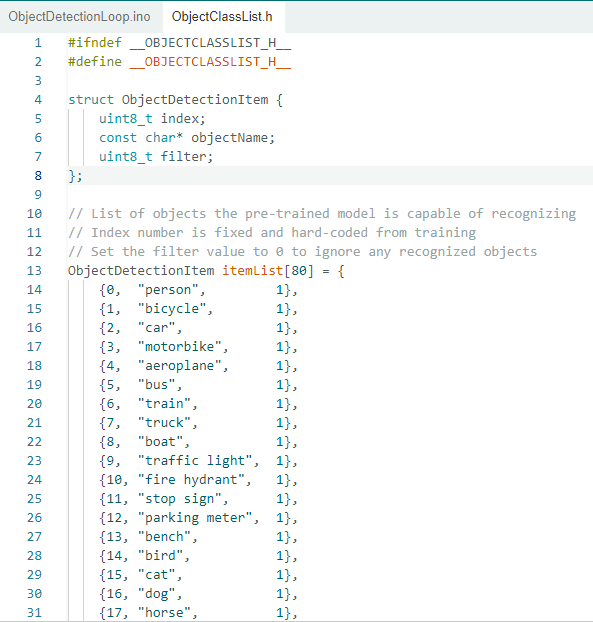 ObjectDetectionLoop.ino ObjectClassList.h
1 #ifndef __OBJECTCLASSLIST_H__
2 #define __OBJECTCLASSLIST_H__
3
4 struct ObjectDetectionItem {
5 uint8_t index;
6 const char* objectName;
7 uint8_t filter;
8 };
9
10 // List of objects the pre-trained model is capable of recognizing
11 // Index number is fixed and hard-coded from training
12 // Set the filter value to 0 to ignore any recognized objects
13 ObjectDetectionItem itemList[80] = {
14 {0, "person", 1},
15 {1, "bicycle", 1},
16 {2, "car", 1},
17 {3, "motorbike", 1},
18 {4, "aeroplane", 1},
19 {5, "bus", 1},
20 {6, "train", 1},
21 {7, "truck", 1},
22 {8, "boat", 1},
23 {9, "traffic light", 1},
24 {10, "fire hydrant", 1},
25 {11, "stop sign", 1},
26 {12, "parking meter", 1},
27 {13, "bench", 1},
28 {14, "bird", 1},
29 {15, "cat", 1},
30 {16, "dog", 1},
31 {17, "horse", 1},